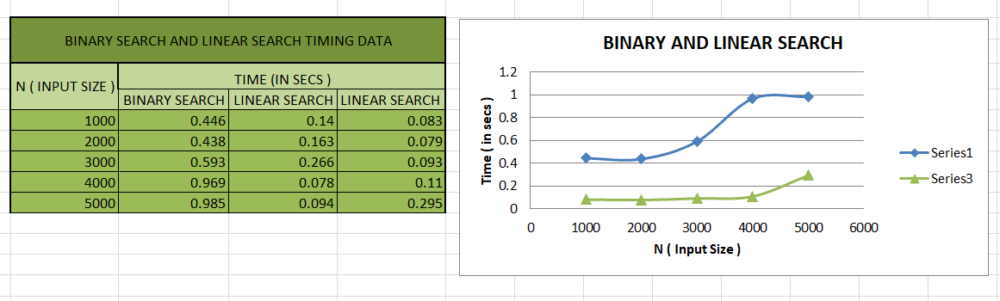 BINARY SEARCH AND LINEAR SEARCH TIMING DATA
N ( INPUT SIZE )
TIME (IN SECS )
BINARY SEARCH LINEAR SEARCH LINEAR SEARCH
1000 0.446 0.14 0.083
2000 0.438 0.163 0.079
3000 0.593 0.266 0.093
4000 0.969 0.078 0.11
5000 0.985 0.094 0.295
BINARY AND LINEAR SEARCH
Time ( in secs )
1.2
1
0.8
0.6
0.4
0.2
0
0 1000 2000 3000 4000 5000 6000
N ( Input Size )
Series1
Series3